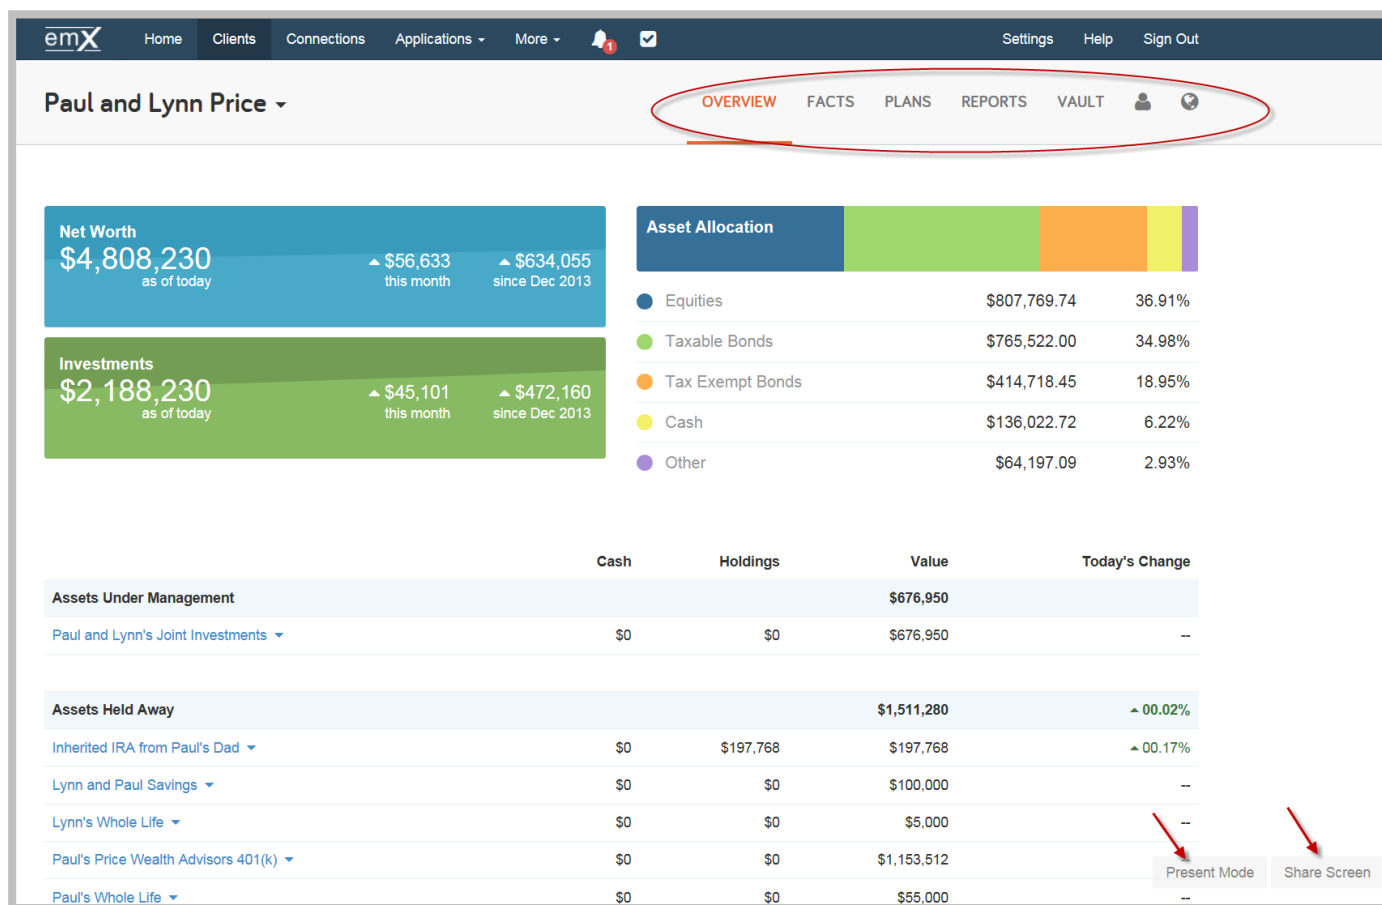 emX Home Clients Connections Applications More 1 Settings Help Sign Out
Paul and Lynn Price OVERVIEW FACTS PLANS REPORTS VAULT
Net Worth
$4,808,230 $56,633 $634,055
as of today this month since Dec 2013
Investments
$2,188,230 $45,101 $472,160
as of today this month since Dec 2013
Asset Allocation
Equities $807,769.74 36.91%
Taxable Bonds $765,522.00 34.98%
Tax Exempt Bonds $414,718.45 18.95%
Cash $136,022.72 6.22%
Other $64,197.09 2.93%
Cash Holdings Value Today's Change
Assets Under Management $676,950
Paul and Lynn's Joint Investments $0 $0 $676,950 --
Assets Held Away $1,511,280 00.02%
Inherited IRA from Paul's Dad $0 $197,768 $197,768 00.17%
Lynn and Paul Savings $0 $0 $100,000 --
Lynn's Whole Life $0 $0 $5,000 --
Paul's Price Wealth Advisors 401(k) $0 $0 $1,153,512
Present Mode Share Screen
Paul's Whole Life $0 $0 $55,000 --